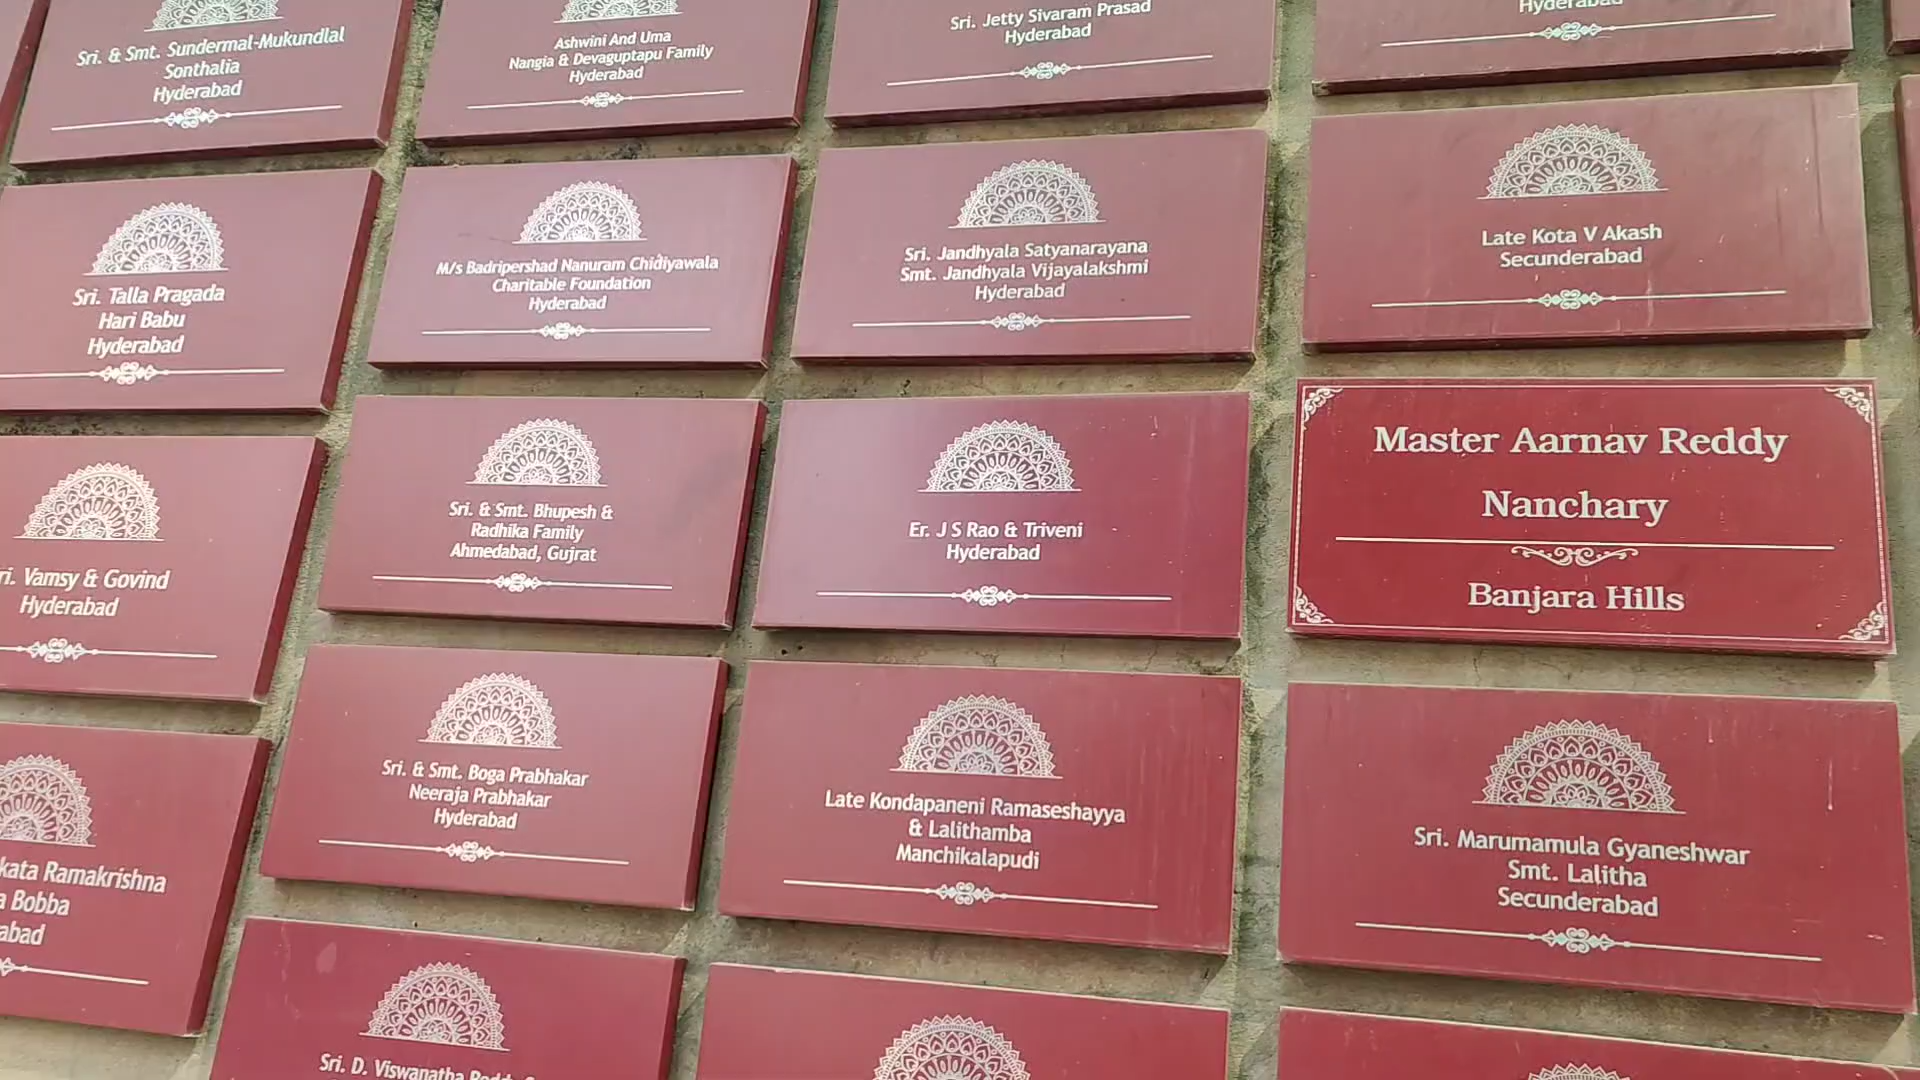 Sri. & Smt. Sundermal-Mukundlal
Sonthalia
Hyderabad
Ashwini And Uma
Nangia & Devaguptapu Family
Hyderabad
Sri. Jetty Sivaram Prasad
Hyderabad
Hyderabad
Sri. Talla Pragada
Hari Babu
Hyderabad
M/s Badripershad Nanuram Chidiyawala
Charitable Foundation
Hyderabad
Sri. Jandhyala Satyanarayana
Smt. Jandhyala Vijayalakshmi
Hyderabad
Late Kota V Akash
Secunderabad
ri. Vamsy & Govind
Hyderabad
Sri. & Smt. Bhupesh &
Radhika Family
Ahmedabad, Gujrat
Er. J S Rao & Triveni
Hyderabad
Master Aarnav Reddy
Nanchary
Banjara Hills
kata Ramakrishna
a Bobba
abad
Sri. & Smt. Boga Prabhakar
Neeraja Prabhakar
Hyderabad
Late Kondapaneni Ramaseshayya
& Lalithamba
Manchikalapudi
Sri. Marumamula Gyaneshwar
Smt. Lalitha
Secunderabad
Sri. D. Viswanatha Reddy